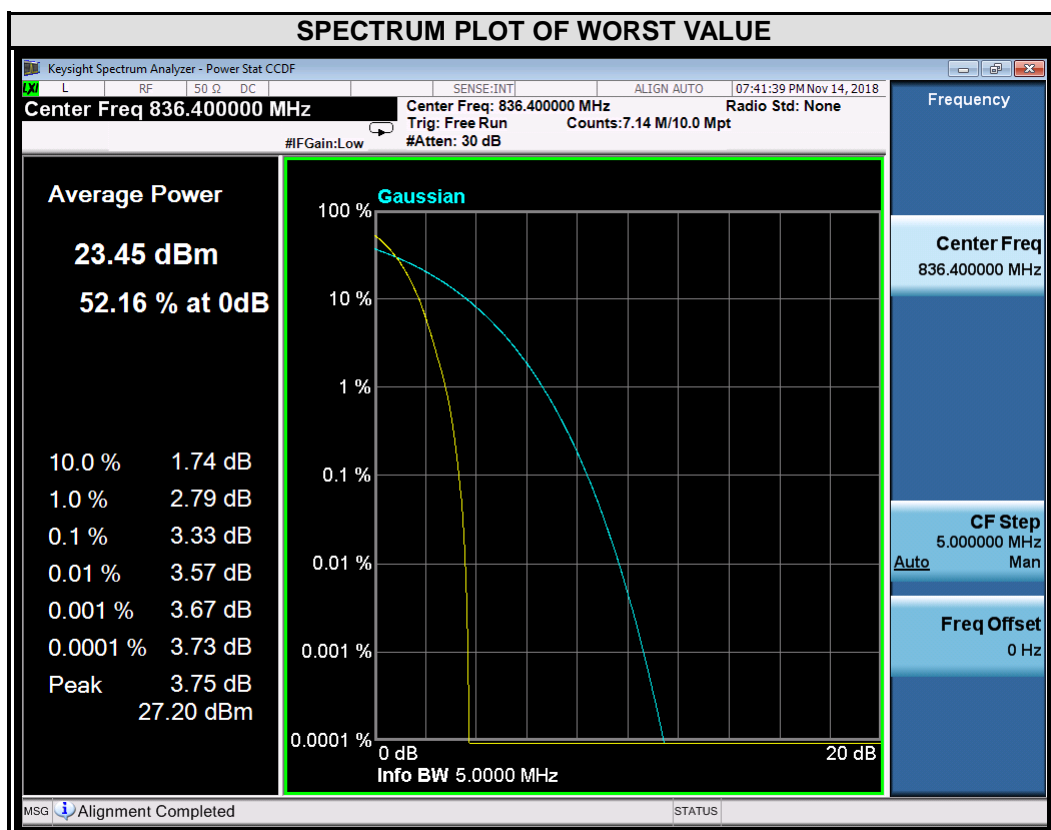 SPECTRUM PLOT OF WORST VALUE
Keysight Spectrum Analyzer - Power Stat CCDF
LXI L RF 50 Ω DC SENSE:INT ALIGN AUTO 07:41:39 PM Nov 14, 2018
Center Freq 836.400000 MHz
#IFGain:Low
Center Freq: 836.400000 MHz Radio Std: None
Trig: Free Run Counts:7.14 M/10.0 Mpt
#Atten: 30 dB
Average Power
23.45 dBm
52.16 % at 0dB
10.0 % 1.74 dB
1.0 % 2.79 dB
0.1 % 3.33 dB
0.01 % 3.57 dB
0.001 % 3.67 dB
0.0001 % 3.73 dB
Peak 3.75 dB
27.20 dBm
Gaussian
100 %
10 %
1 %
0.1 %
0.01 %
0.001 %
0.0001 %
0 dB 20 dB
Info BW 5.0000 MHz
Frequency
Center Freq
836.400000 MHz
CF Step
5.000000 MHz
Auto Man
Freq Offset
0 Hz
MSG Alignment Completed STATUS